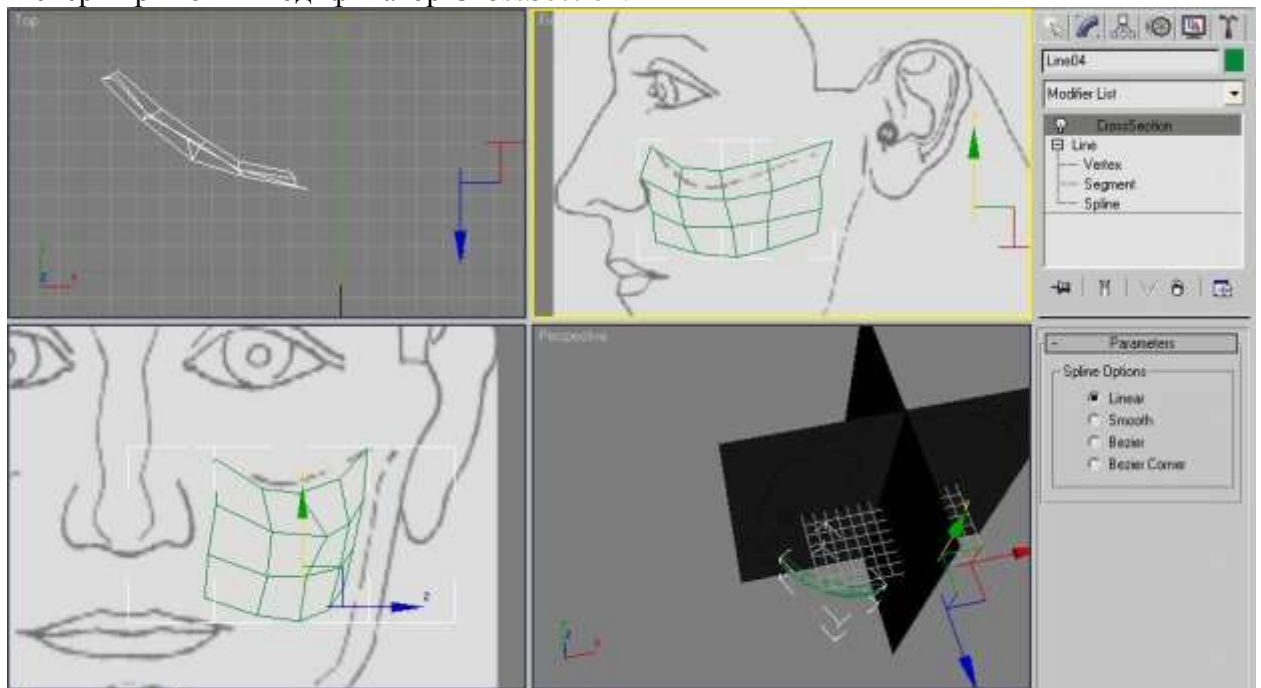 Top
Line04
Modifier List
CrossSection
Line
Vertex
Segment
Spline
Perspective
Parameters
Spline Options
Linear
Smooth
Bezier
Bezier Corner